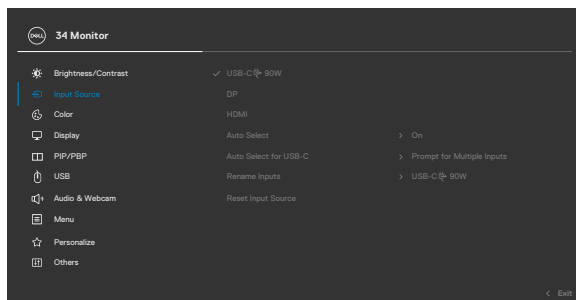 DELL 34 Monitor
Brightness/Contrast ✓ USB-C 90W
Input Source DP
Color HDMI
Display Auto Select > On
PIP/PBP Auto Select for USB-C > Prompt for Multiple Inputs
USB Rename Inputs > USB-C 90W
Audio & Webcam Reset Input Source
Menu
Personalize
Others
< Exit